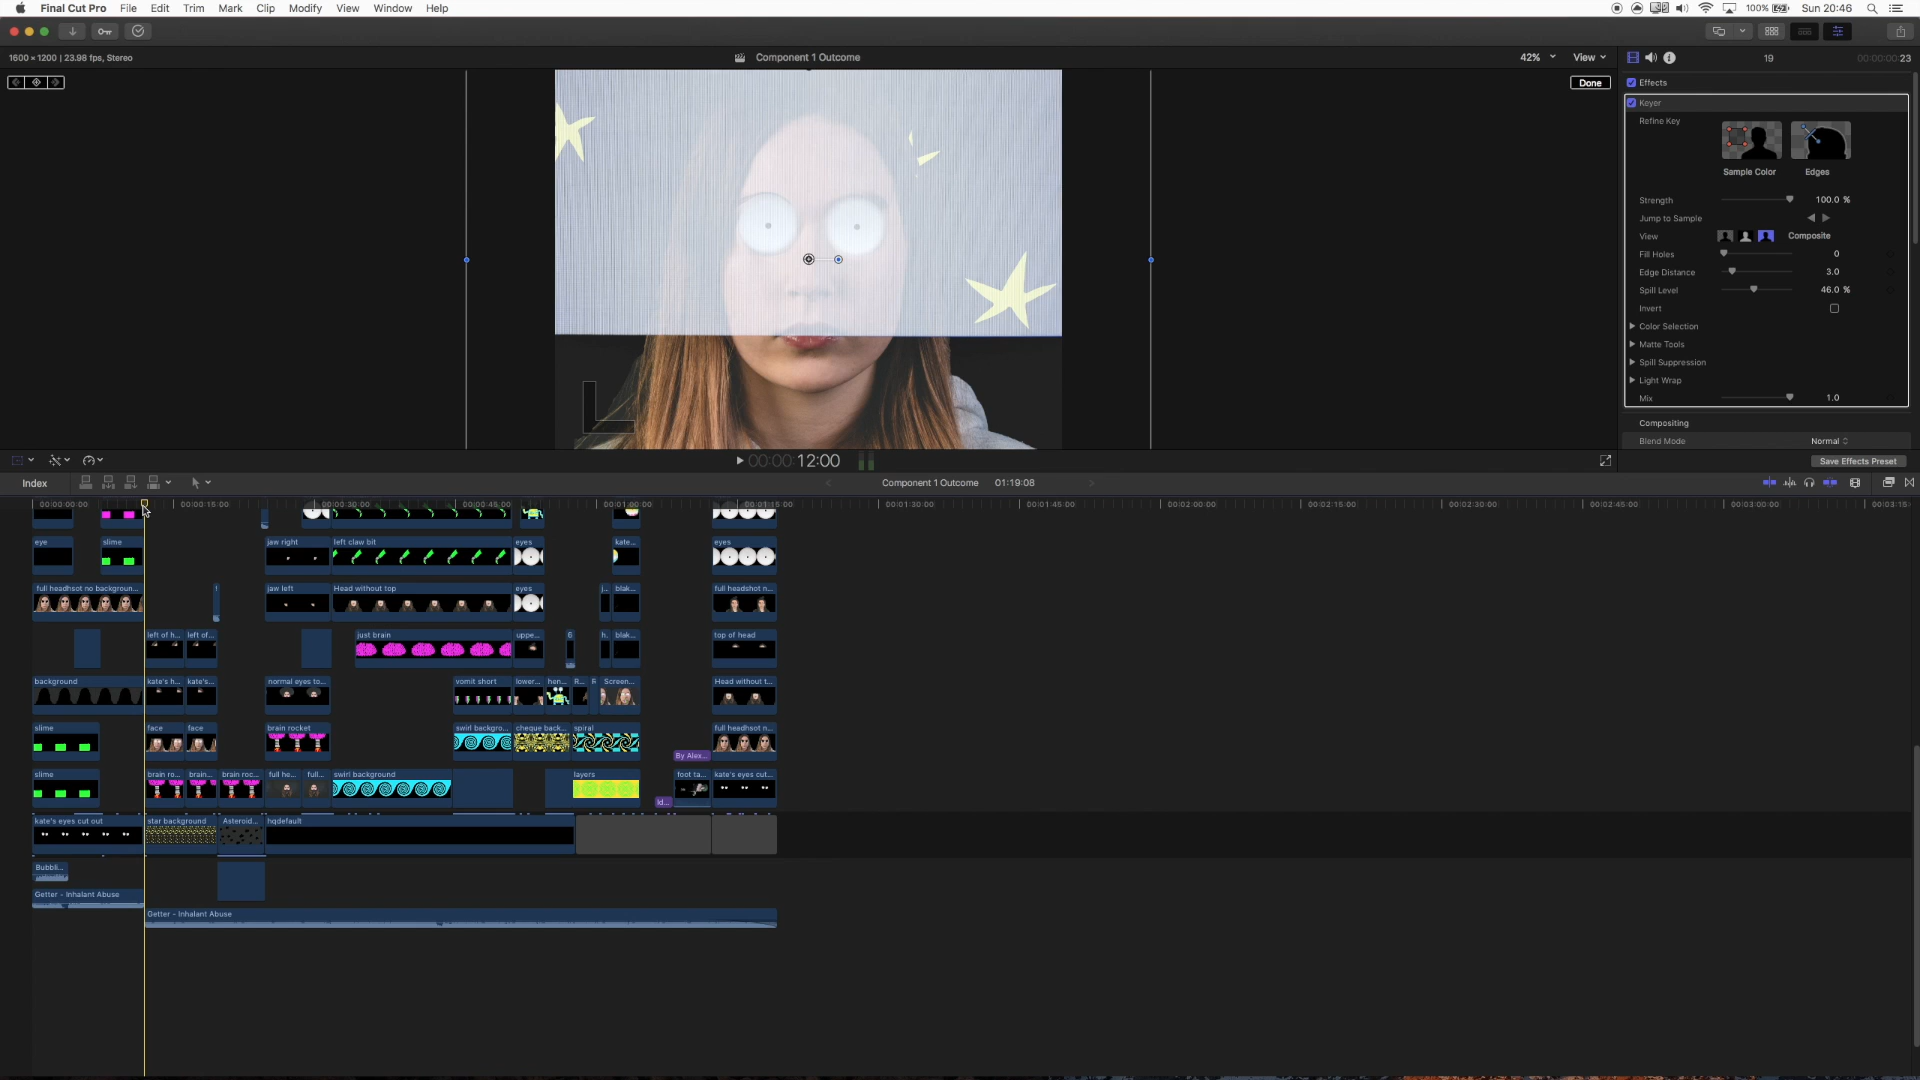 Final Cut Pro File Edit Trim Mark Clip Modify View Window Help
100% Sun 20:46
1600 × 1200 | 23.98 fps, Stereo
Component 1 Outcome
42% View
19
00:00:00:23
Done
Effects
Keyer
Refine Key
Sample Color
Edges
Strength 100.0 %
Jump to Sample
View Composite
Fill Holes 0
Edge Distance 3.0
Spill Level 46.0 %
Invert
Color Selection
Matte Tools
Spill Suppression
Light Wrap
Mix 1.0
Compositing
Blend Mode Normal
Save Effects Preset
00:00:12:00
Index
Component 1 Outcome 01:19:08
00:00:00:00 00:00:15:00 00:00:30:00 00:00:45:00 00:01:00:00 00:01:15:00 00:01:30:00 00:01:45:00 00:02:00:00 00:02:15:00 00:02:30:00 00:02:45:00 00:03:00:00 00:03:15:
eye slime jaw right left claw bit eyes kate... eyes
full headhsot no backgroun... jaw left Head without top eyes j... blak... full headshot n...
left of h... left of... just brain uppe... 6 h. blak... top of head
background kate's h... kate's... normal eyes to... vomit short lower... hen... R... R Screen... Head without t...
slime face face brain rocket swirl backgro... cheque back... spiral full headhsot n...
By Alex...
slime brain ro... brain... brain roc... full he... full... swirl background layers foot ta... kate's eyes cut...
Id...
kate's eyes cut out star background Asteroid... hqdefault
Bubbli...
Getter - Inhalant Abuse
Getter - Inhalant Abuse